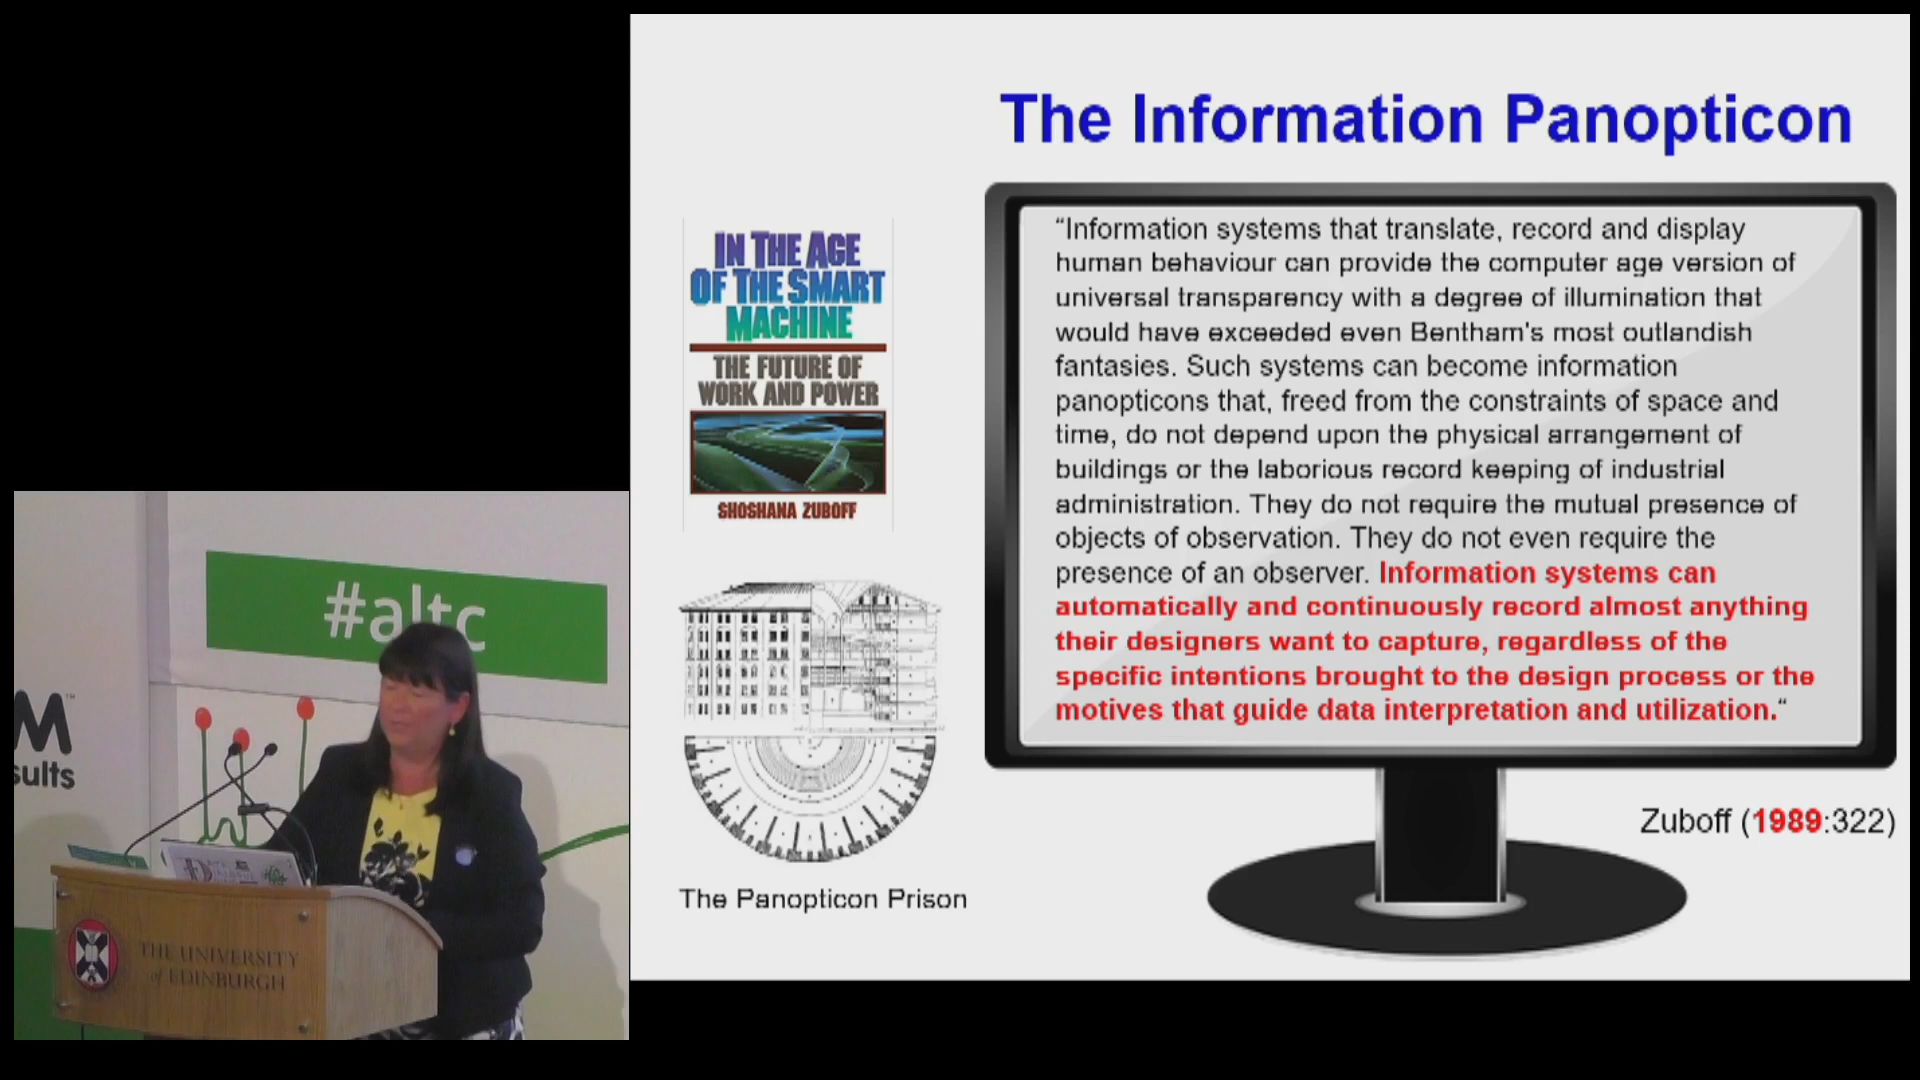 The Information Panopticon
IN THE AGE
OF THE SMART
MACHINE
THE FUTURE OF
WORK AND POWER
SHOSHANA ZUBOFF
The Panopticon Prison
“Information systems that translate, record and display
human behaviour can provide the computer age version of
universal transparency with a degree of illumination that
would have exceeded even Bentham's most outlandish
fantasies. Such systems can become information
panopticons that, freed from the constraints of space and
time, do not depend upon the physical arrangement of
buildings or the laborious record keeping of industrial
administration. They do not require the mutual presence of
objects of observation. They do not even require the
presence of an observer. Information systems can
automatically and continuously record almost anything
their designers want to capture, regardless of the
specific intentions brought to the design process or the
motives that guide data interpretation and utilization.“
Zuboff (1989:322)
#altc
M™
sults
THE UNIVERSITY
of EDINBURGH